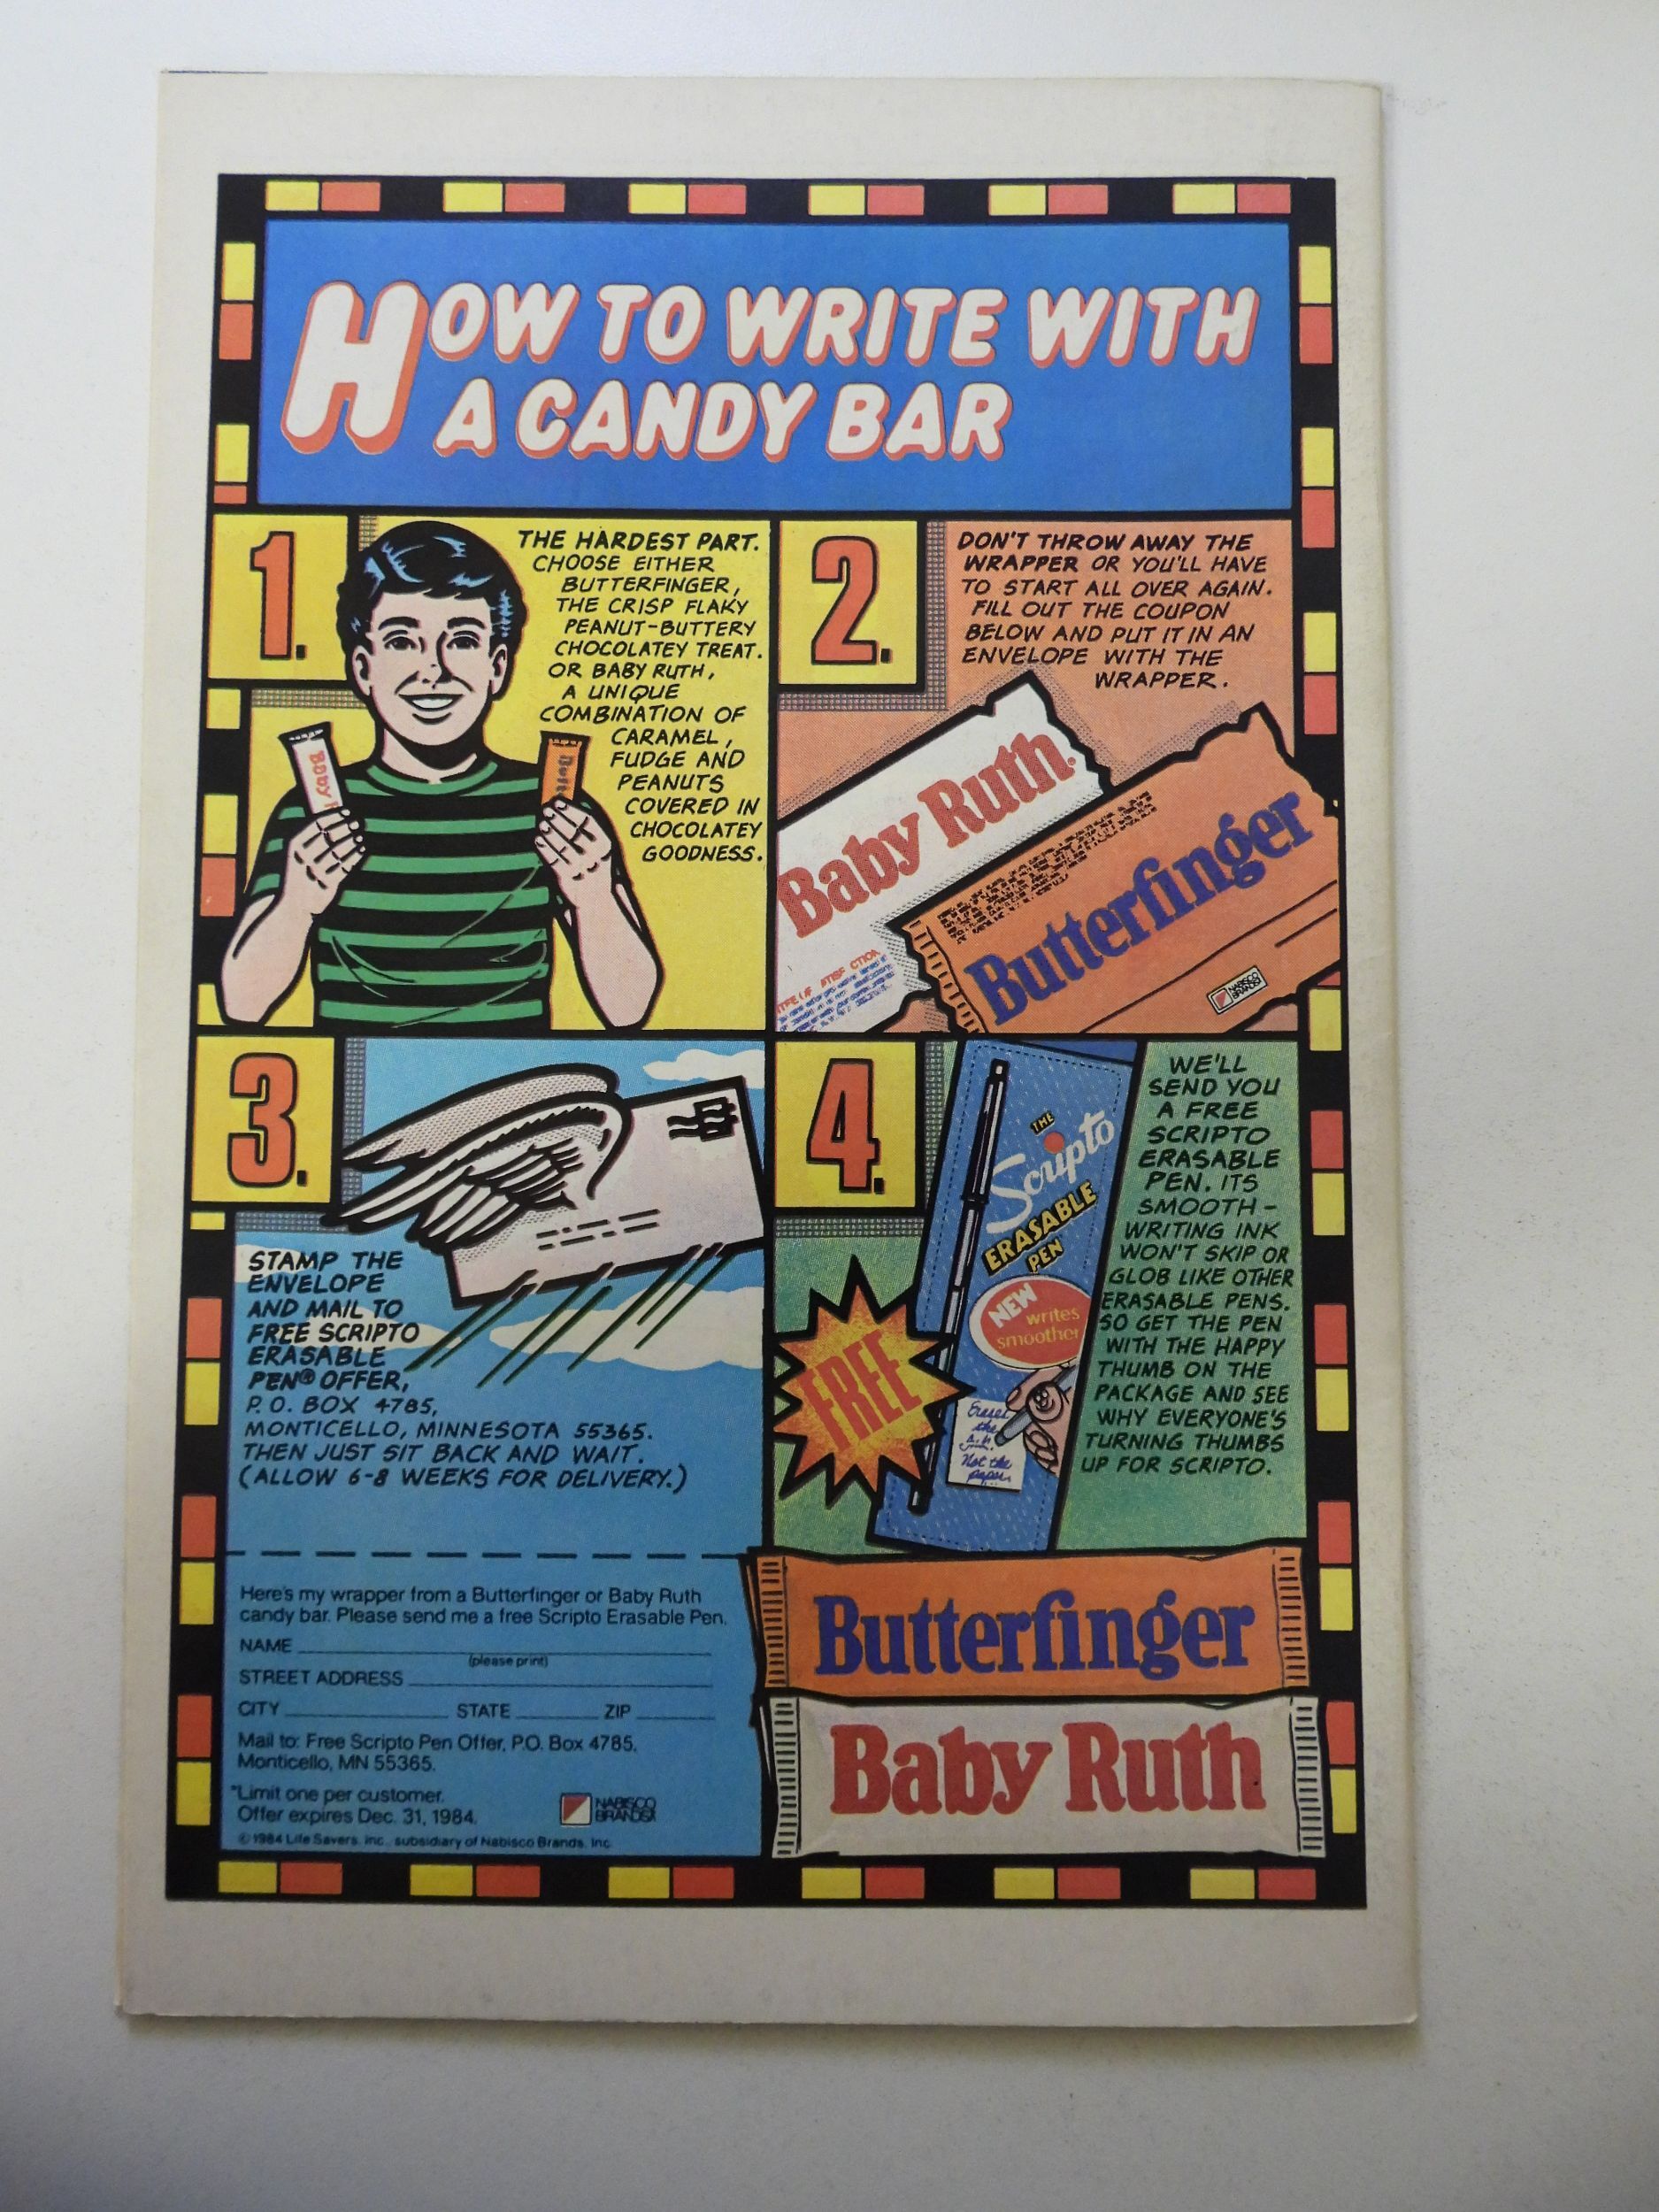 HOW TO WRITE WITH
A CANDY BAR
1.
THE HARDEST PART.
CHOOSE EITHER
BUTTERFINGER,
THE CRISP FLAKY
PEANUT-BUTTERY
CHOCOLATEY TREAT.
OR BABY RUTH,
A UNIQUE
COMBINATION OF
CARAMEL,
FUDGE AND
PEANUTS
COVERED IN
CHOCOLATEY
GOODNESS.
Baby
2.
DON'T THROW AWAY THE
WRAPPER OR YOU'LL HAVE
TO START ALL OVER AGAIN.
FILL OUT THE COUPON
BELOW AND PUT IT IN AN
ENVELOPE WITH THE
WRAPPER.
Baby Ruth
Butterfinger
NABISCO
BRANDS
3.
STAMP THE
ENVELOPE
AND MAIL TO
FREE SCRIPTO
ERASABLE
PEN® OFFER,
P.O. BOX 4785,
MONTICELLO, MINNESOTA 55365.
THEN JUST SIT BACK AND WAIT.
(ALLOW 6-8 WEEKS FOR DELIVERY.)
4.
THE
Scripto
ERASABLE
PEN
NEW
writes
smoother
FREE
Erases
the
Not the
paper.
WE'LL
SEND YOU
A FREE
SCRIPTO
ERASABLE
PEN. ITS
SMOOTH-
WRITING INK
WON'T SKIP OR
GLOB LIKE OTHER
ERASABLE PENS.
SO GET THE PEN
WITH THE HAPPY
THUMB ON THE
PACKAGE AND SEE
WHY EVERYONE'S
TURNING THUMBS
UP FOR SCRIPTO.
Here's my wrapper from a Butterfinger or Baby Ruth
candy bar. Please send me a free Scripto Erasable Pen.
NAME
(please print)
STREET ADDRESS
CITY STATE ZIP
Mail to: Free Scripto Pen Offer, P.O. Box 4785,
Monticello, MN 55365.
*Limit one per customer.
Offer expires Dec. 31, 1984.
NABISCO
BRANDS
© 1984 Life Savers, Inc., subsidiary of Nabisco Brands, Inc.
Butterfinger
Baby Ruth